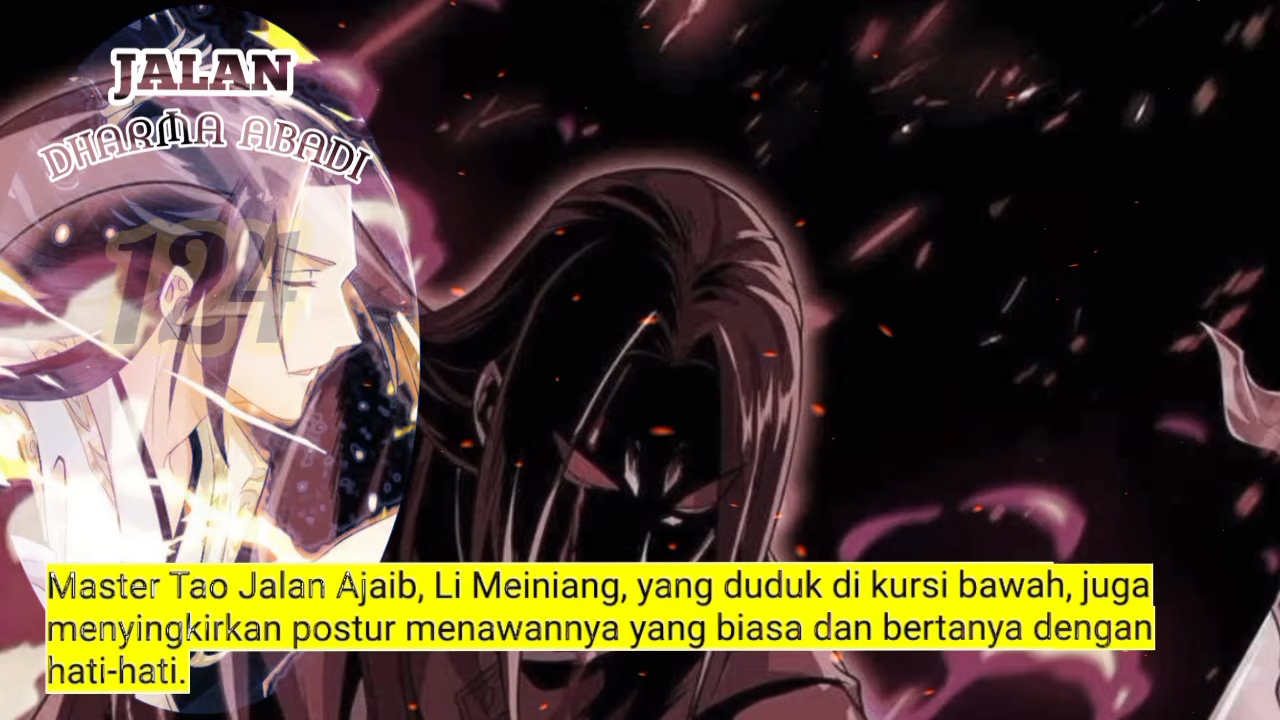 JALAN
DHARMA ABADI
124
Master Tao Jalan Ajaib, Li Meiniang, yang duduk di kursi bawah, juga
menyingkirkan postur menawannya yang biasa dan bertanya dengan
hati-hati.